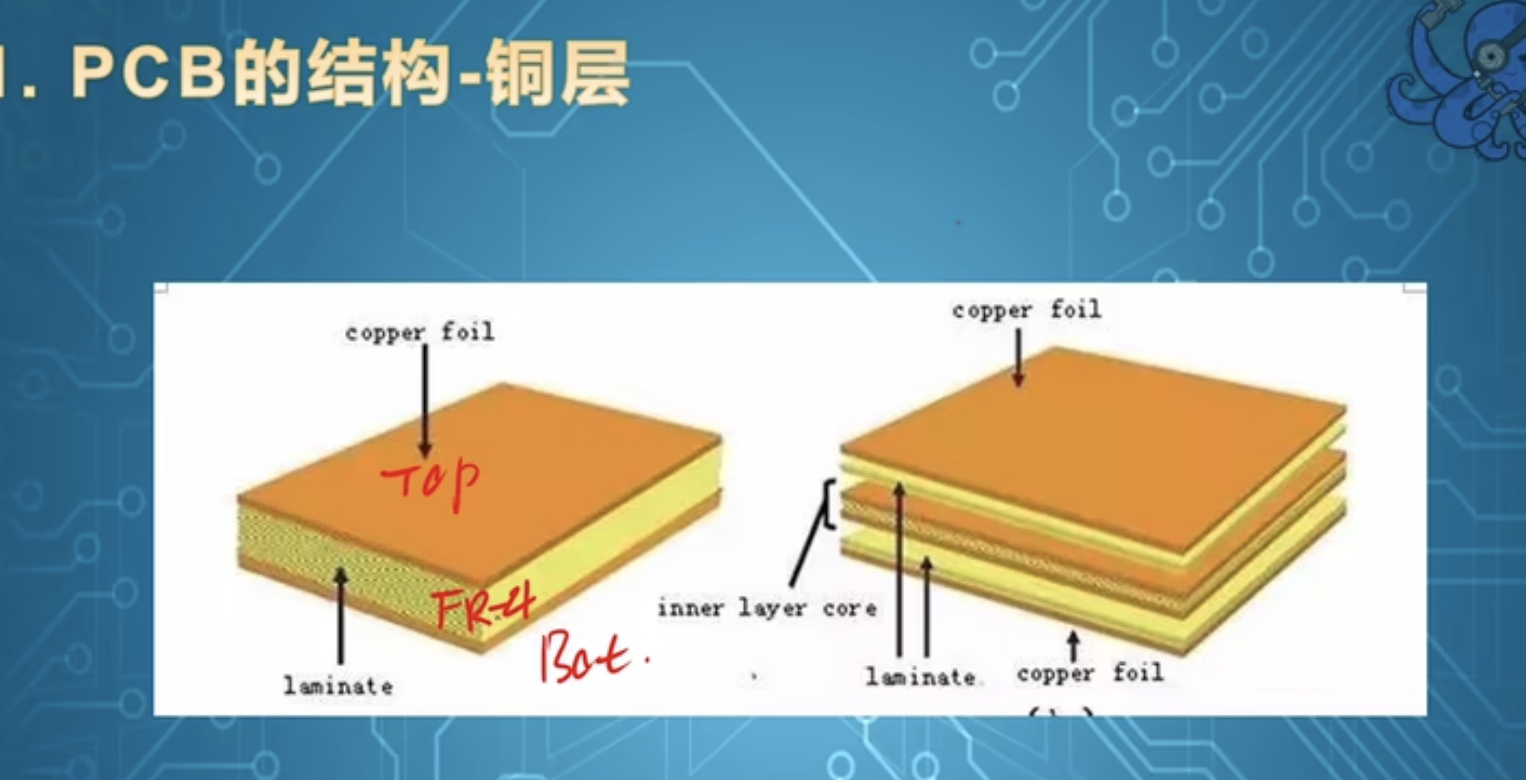 1. PCB的结构-铜层
copper foil
copper foil
Top
FR-4
inner layer core
Bot.
laminate
laminate.
copper foil